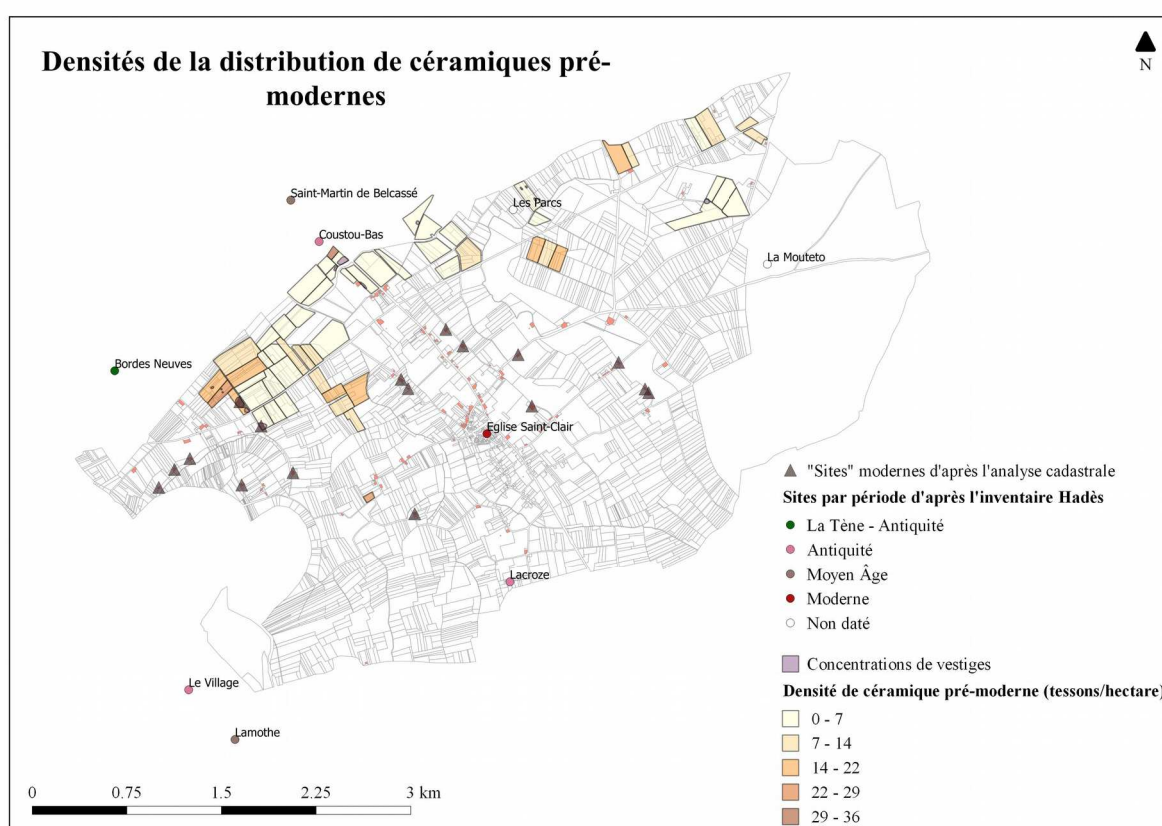 Densités de la distribution de céramiques pré-
modernes
N
Saint-Martin de Belcassé
Les Parcs
Coustou-Bas
La Mouteto
Bordes Neuves
Eglise Saint-Clair
Lacroze
Le Village
Lamothe
"Sites" modernes d'après l'analyse cadastrale
Sites par période d'après l'inventaire Hadès
La Tène - Antiquité
Antiquité
Moyen Âge
Moderne
Non daté
Concentrations de vestiges
Densité de céramique pré-moderne (tessons/hectare)
0 - 7
7 - 14
14 - 22
22 - 29
29 - 36
0 0.75 1.5 2.25 3 km